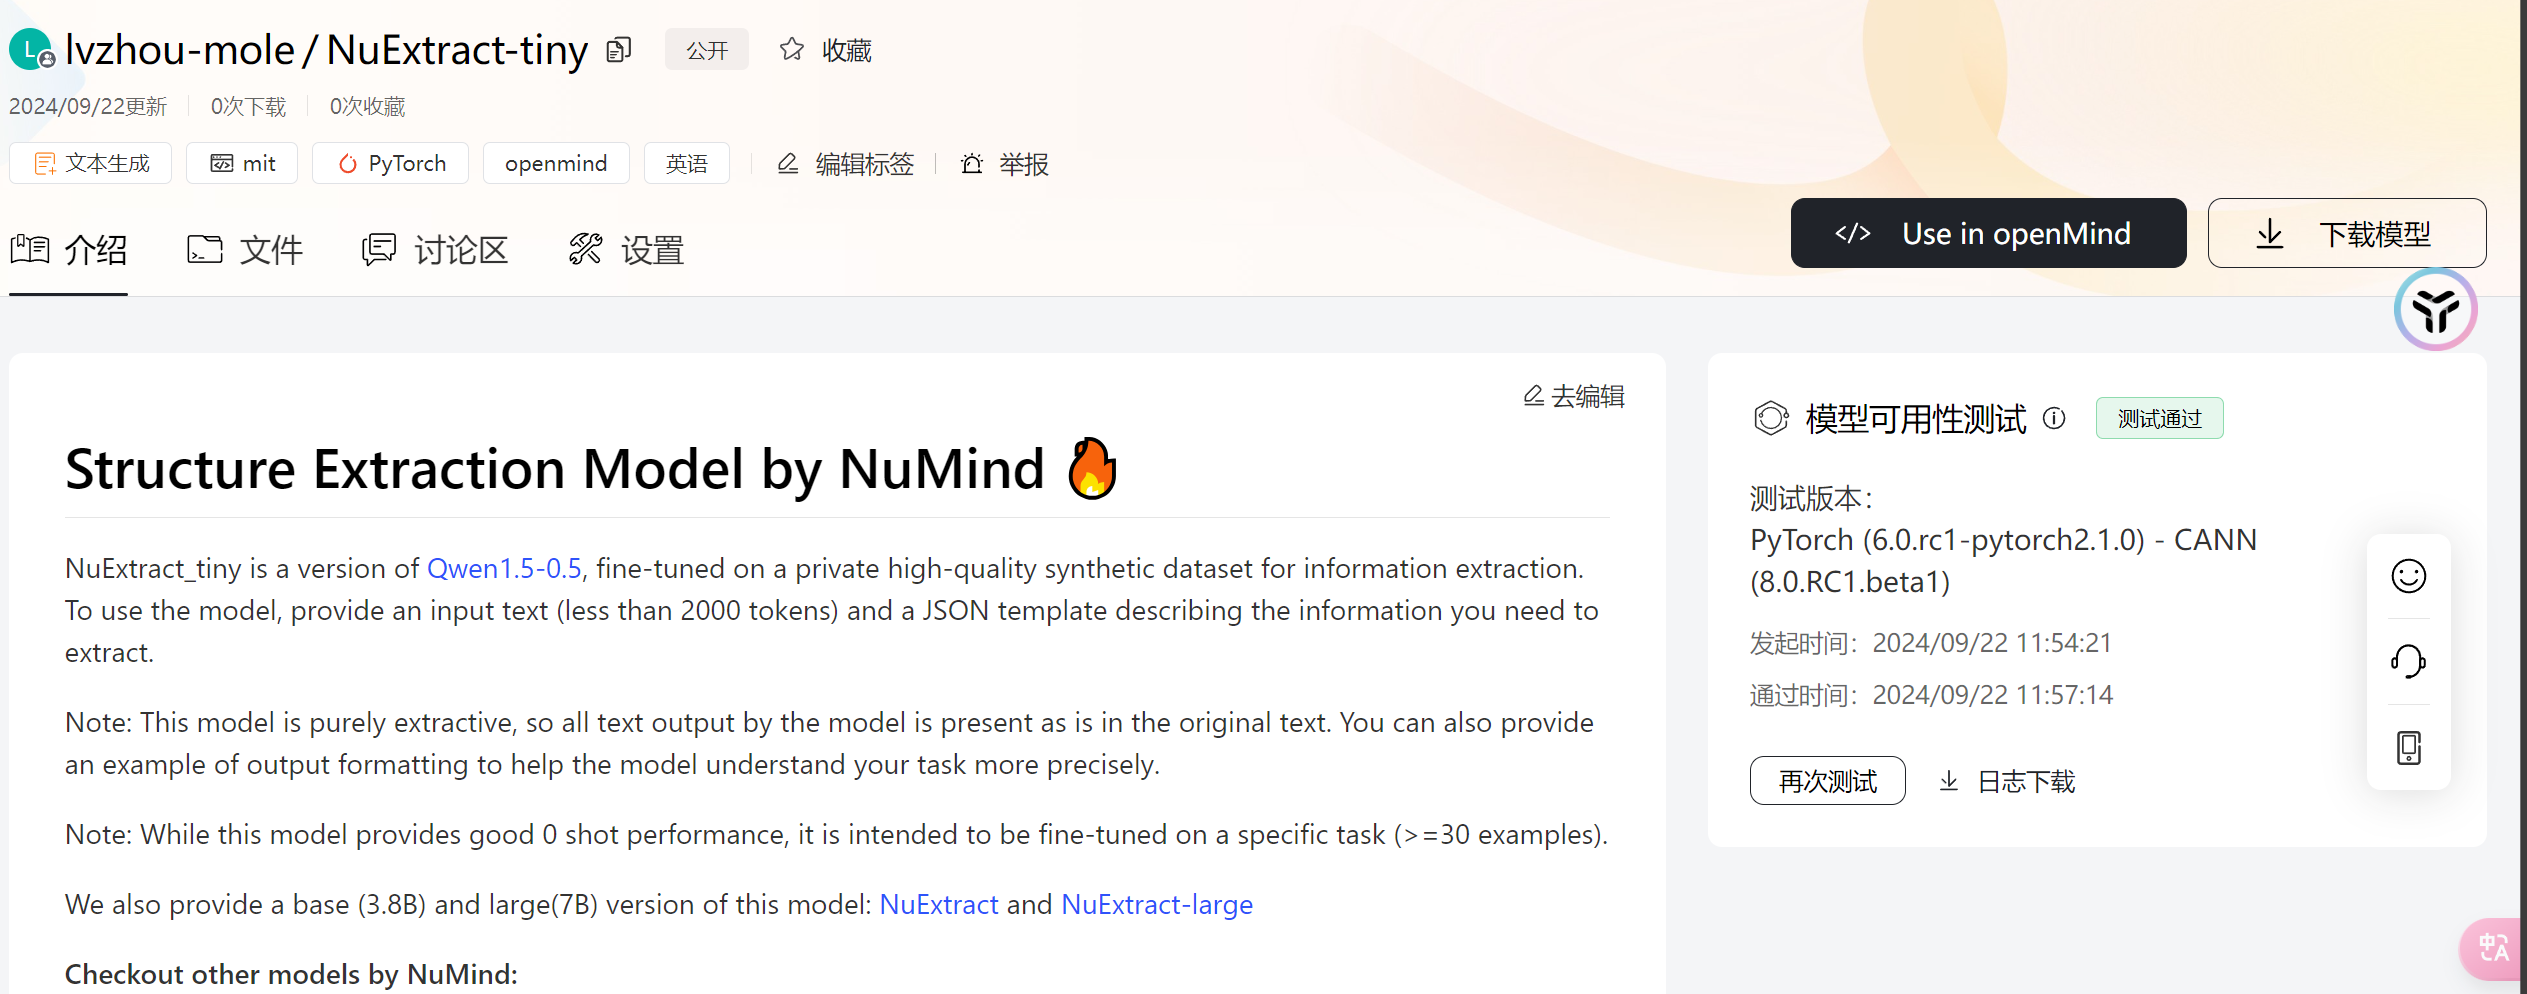 L
lvzhou-mole / NuExtract-tiny
公开
收藏
2024/09/22更新
0次下载
0次收藏
文本生成
mit
PyTorch
openmind
英语
编辑标签
举报
介绍
文件
讨论区
设置
</> Use in openMind
下载模型
去编辑
Structure Extraction Model by NuMind 🔥
NuExtract_tiny is a version of Qwen1.5-0.5, fine-tuned on a private high-quality synthetic dataset for information extraction.
To use the model, provide an input text (less than 2000 tokens) and a JSON template describing the information you need to
extract.
Note: This model is purely extractive, so all text output by the model is present as is in the original text. You can also provide
an example of output formatting to help the model understand your task more precisely.
Note: While this model provides good 0 shot performance, it is intended to be fine-tuned on a specific task (>=30 examples).
We also provide a base (3.8B) and large(7B) version of this model: NuExtract and NuExtract-large
Checkout other models by NuMind:
模型可用性测试
测试通过
测试版本：
PyTorch (6.0.rc1-pytorch2.1.0) - CANN
(8.0.RC1.beta1)
发起时间：2024/09/22 11:54:21
通过时间：2024/09/22 11:57:14
再次测试
日志下载
中A